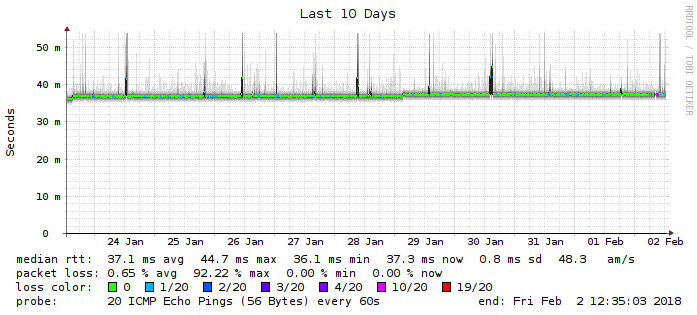 Last 10 Days
RRDTOOL / TOBI OETIKER
Seconds
50 m
40 m
30 m
20 m
10 m
0
24 Jan 25 Jan 26 Jan 27 Jan 28 Jan 29 Jan 30 Jan 31 Jan 01 Feb 02 Feb
median rtt: 37.1 ms avg 44.7 ms max 36.1 ms min 37.3 ms now 0.8 ms sd 48.3 am/s
packet loss: 0.65 % avg 92.22 % max 0.00 % min 0.00 % now
loss color: 0 1/20 2/20 3/20 4/20 10/20 19/20
probe: 20 ICMP Echo Pings (56 Bytes) every 60s end: Fri Feb 2 12:35:03 2018